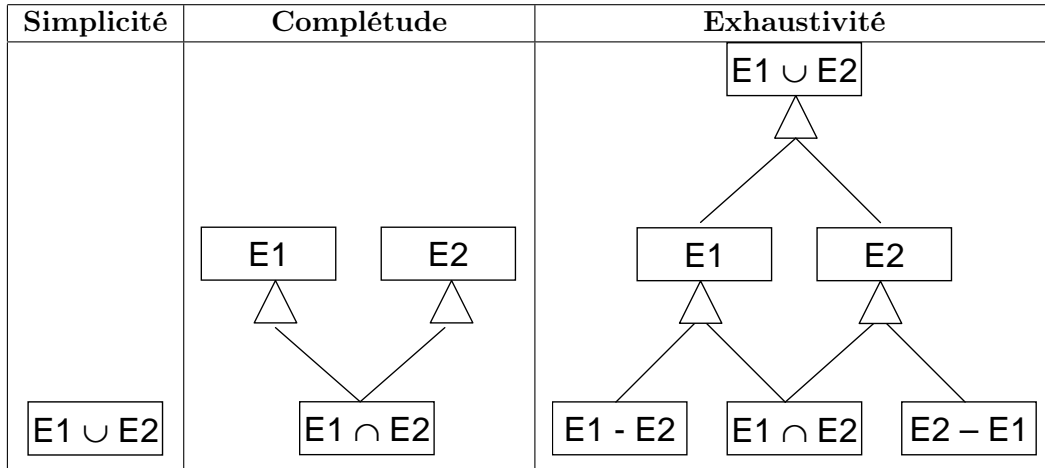 Simplicité Complétude Exhaustivité
E1 ∪ E2
E1 E2 E1 E2
E1 ∪ E2 E1 ∩ E2 E1 - E2 E1 ∩ E2 E2 – E1